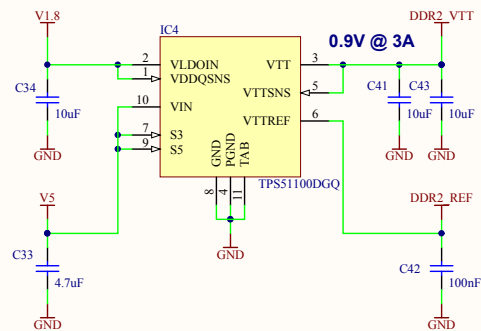 V1.8
IC4
DDR2_VTT
0.9V @ 3A
2 VLDOIN VTT 3
1 VDDQSNS
C34
10uF
VTTSNS 5
C41
10uF
C43
10uF
10 VIN
VTTREF 6
7 S3
9 S5
GND
PGND
TAB
GND
GND
GND
TPS51100DGQ
8
4
11
V5
GND
DDR2_REF
C33
4.7uF
C42
100nF
GND
GND